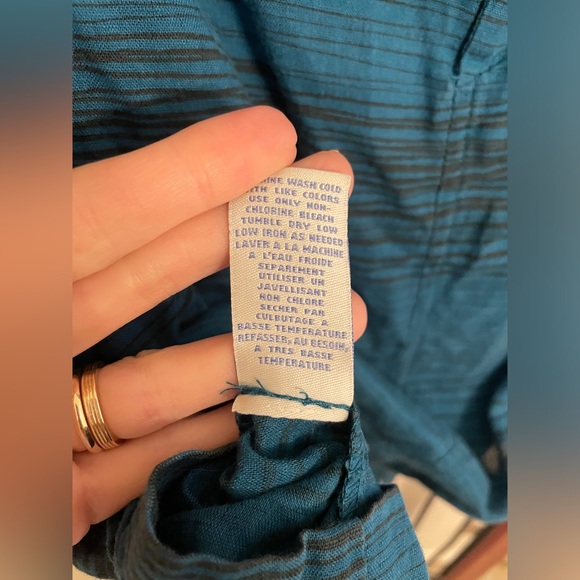 WASH COLD
WITH LIKE COLORS
USE ONLY NON-
CHLORINE BLEACH
TUMBLE DRY LOW
LOW IRON AS NEEDED
LAVER A LA MACHINE
A L'EAU FROIDE
SEPAREMENT
UTILISER UN
JAVELLISANT
NON CHLORE
SECHER PAR
CULBUTAGE A
BASSE TEMPERATURE
REPASSER, AU BESOIN,
A TRES BASSE
TEMPERATURE